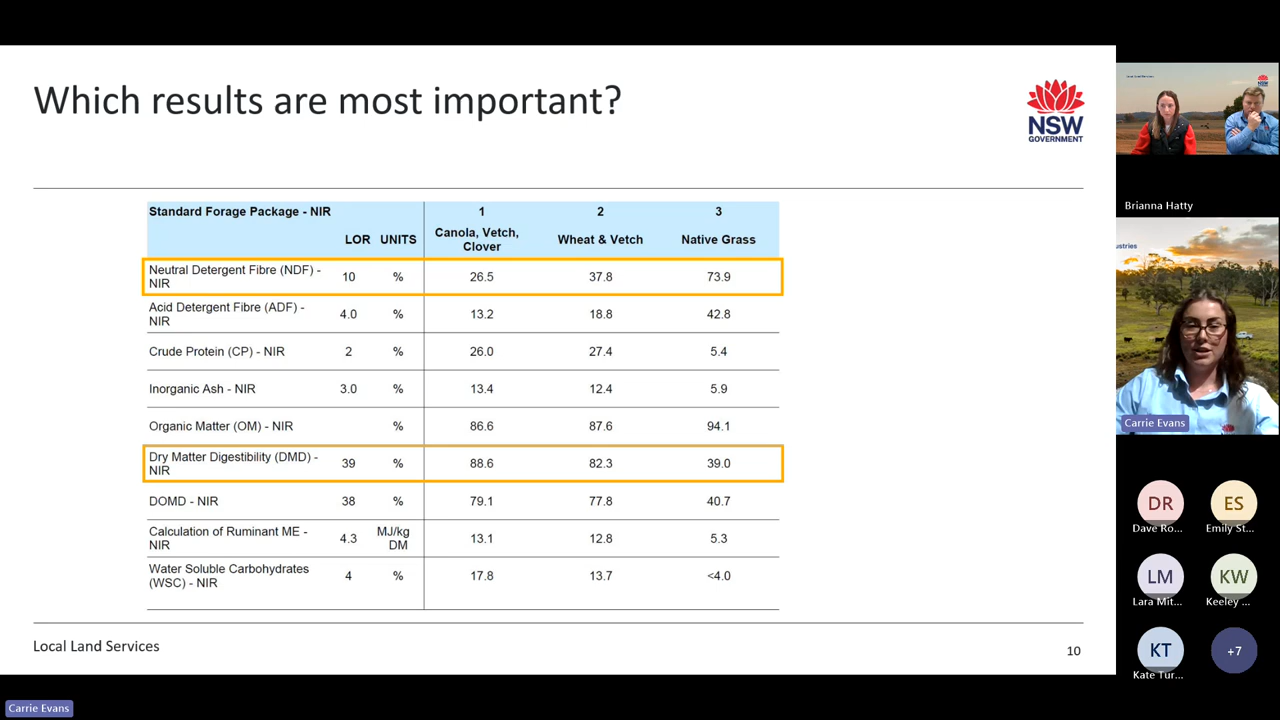 Which results are most important?
NSW
GOVERNMENT
Standard Forage Package - NIR 1 2 3
LOR UNITS Canola, Vetch, Clover Wheat & Vetch Native Grass
Neutral Detergent Fibre (NDF) - NIR 10 % 26.5 37.8 73.9
Acid Detergent Fibre (ADF) - NIR 4.0 % 13.2 18.8 42.8
Crude Protein (CP) - NIR 2 % 26.0 27.4 5.4
Inorganic Ash - NIR 3.0 % 13.4 12.4 5.9
Organic Matter (OM) - NIR % 86.6 87.6 94.1
Dry Matter Digestibility (DMD) - NIR 39 % 88.6 82.3 39.0
DOMD - NIR 38 % 79.1 77.8 40.7
Calculation of Ruminant ME - NIR 4.3 MJ/kg DM 13.1 12.8 5.3
Water Soluble Carbohydrates (WSC) - NIR 4 % 17.8 13.7 <4.0
Local Land Services
10
Brianna Hatty
ustries
Carrie Evans
DR
Dave Ro...
ES
Emily St...
LM
Lara Mit...
KW
Keeley ...
KT
Kate Tur...
+7
Carrie Evans